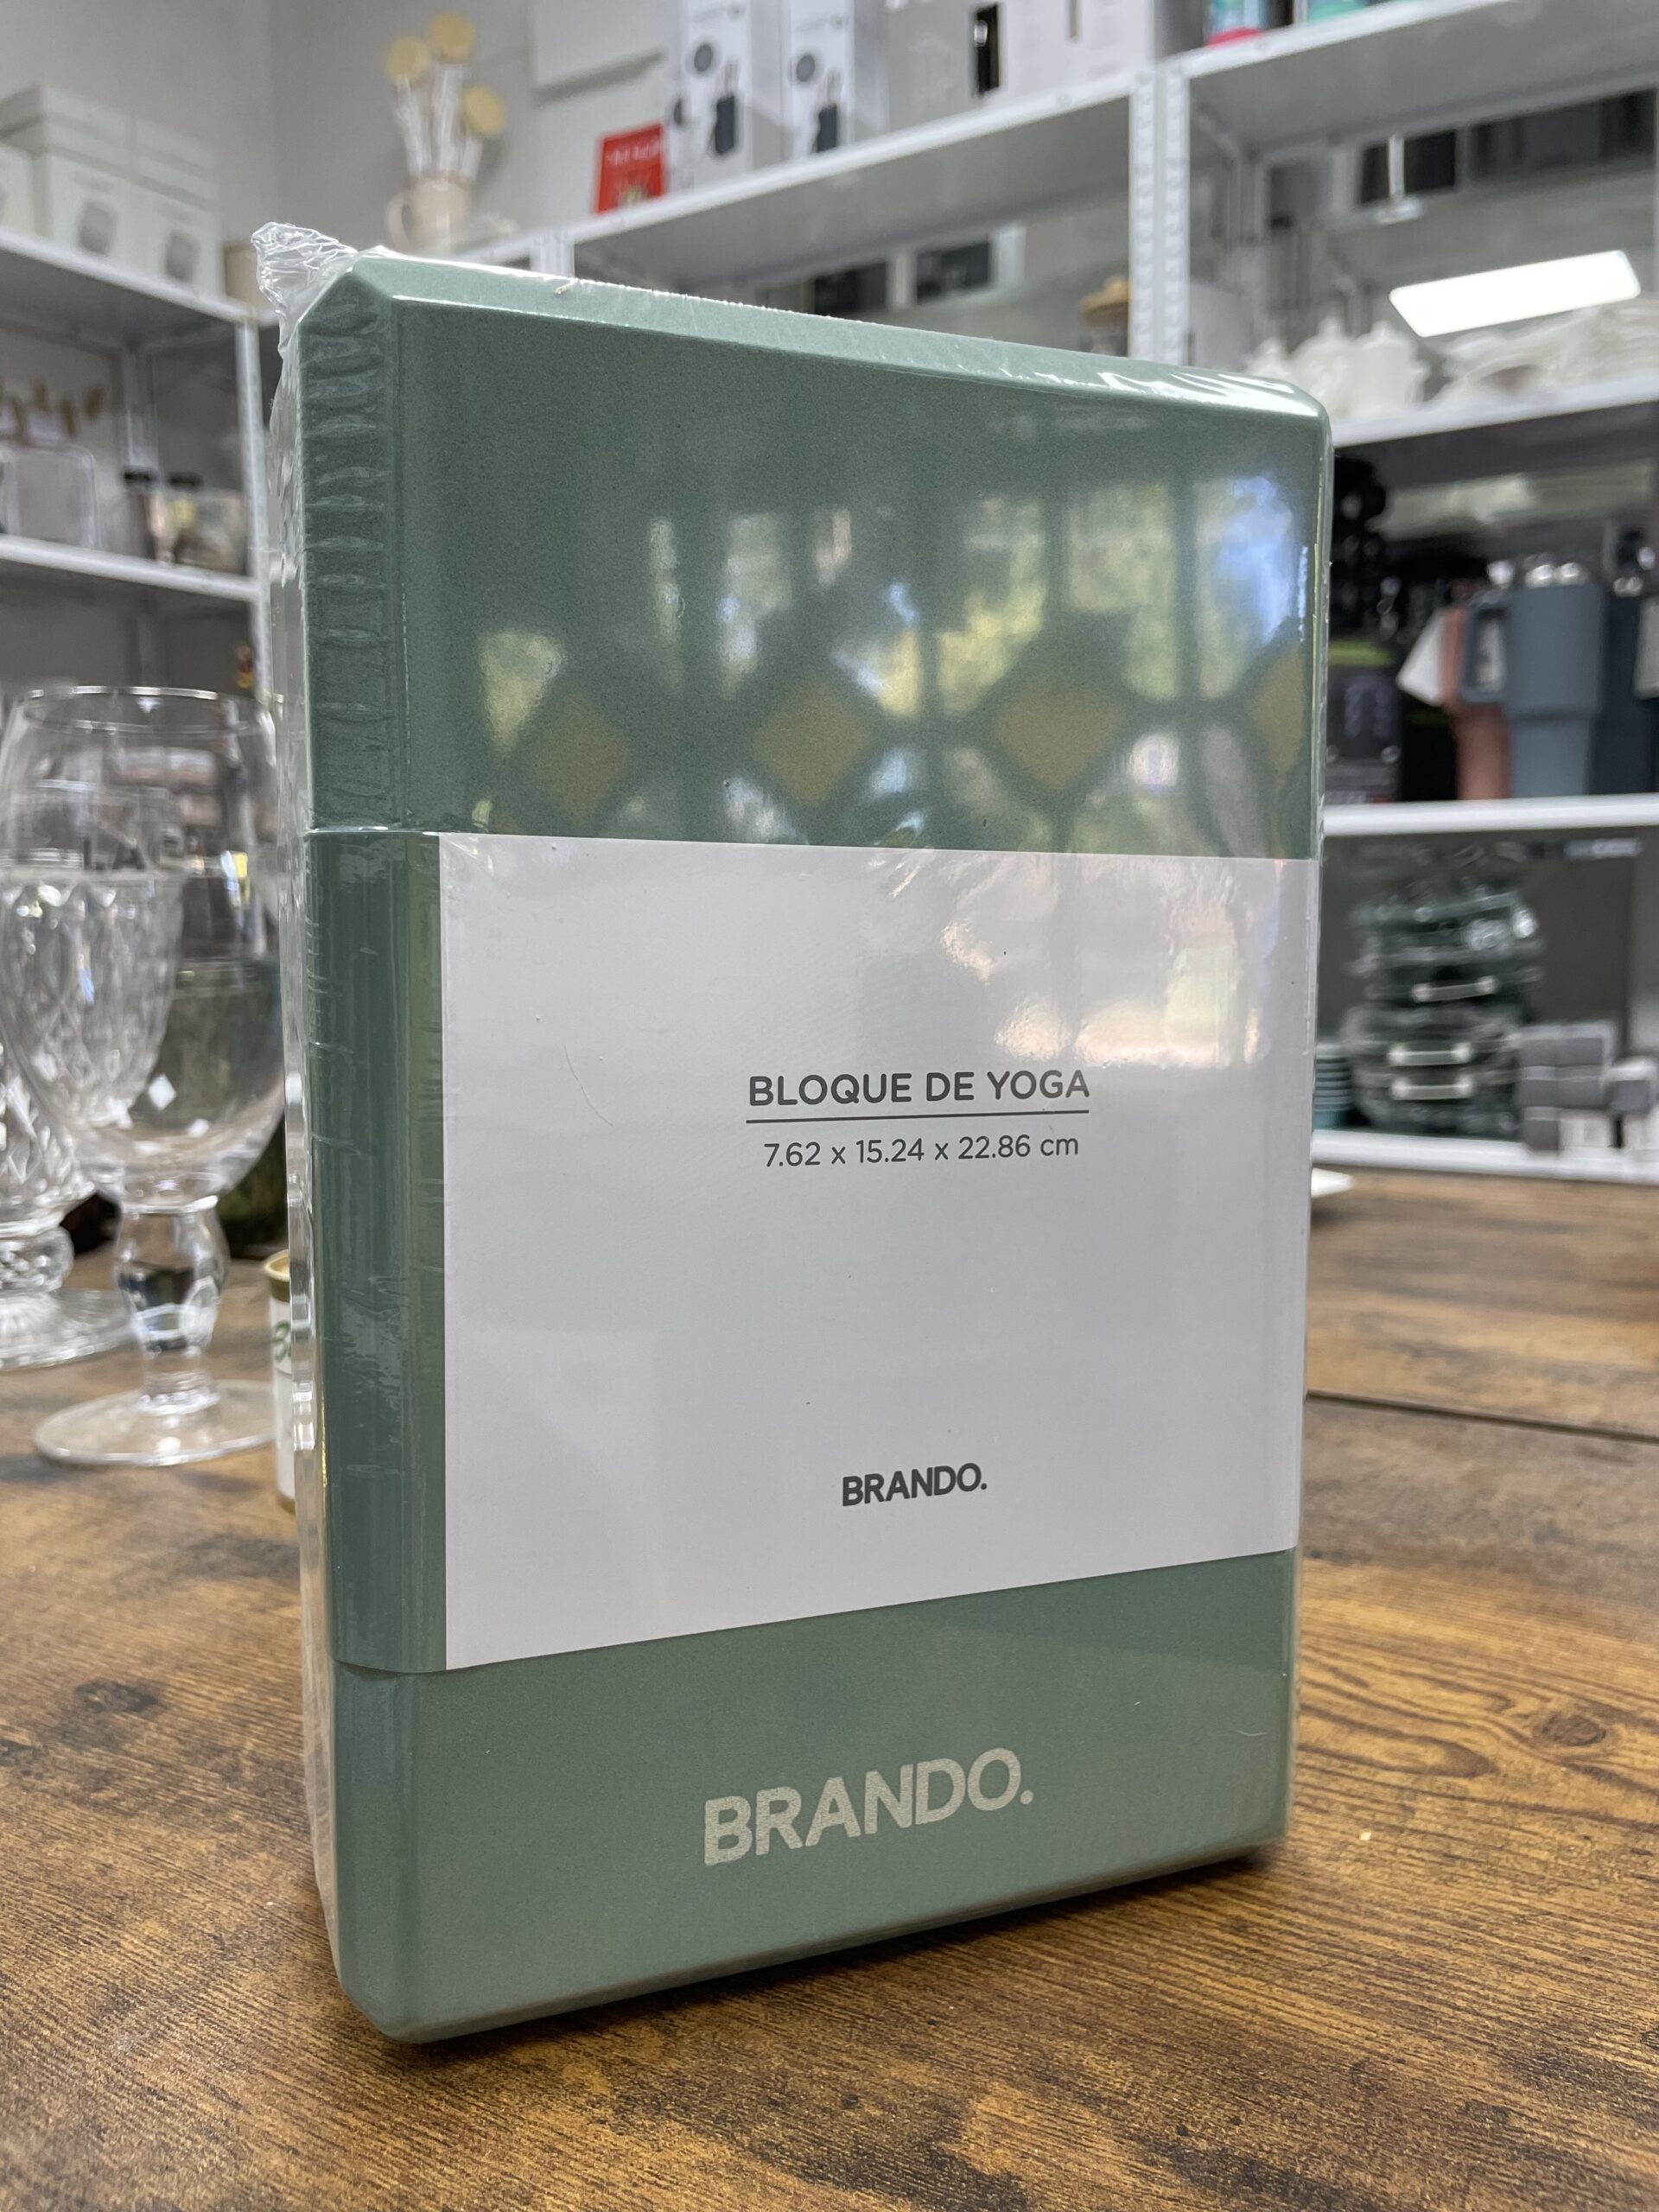 BLOQUE DE YOGA
7.62 x 15.24 x 22.86 cm
BRANDO.
BRANDO.